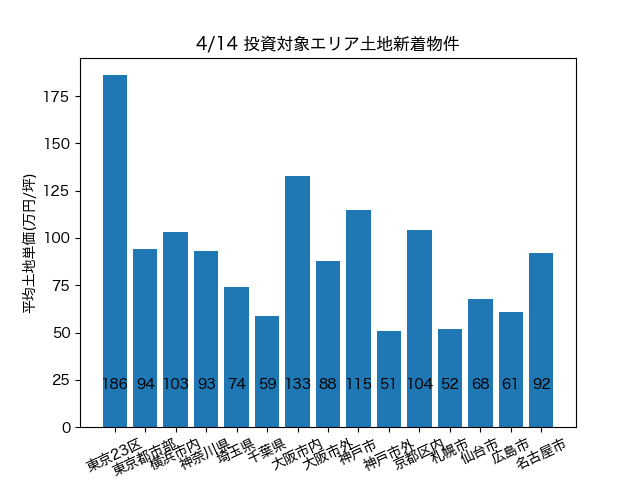 4/14 投資対象エリア土地新着物件
平均土地単価(万円/坪)
175
150
125
100
75
50
25
0
186 94 103 93 74 59 133 88 115 51 104 52 68 61 92
東京23区
東京都市部
横浜市内
神奈川県
埼玉県
千葉県
大阪市内
大阪市外
神戸市
神戸市外
京都区内
札幌市
仙台市
広島市
名古屋市